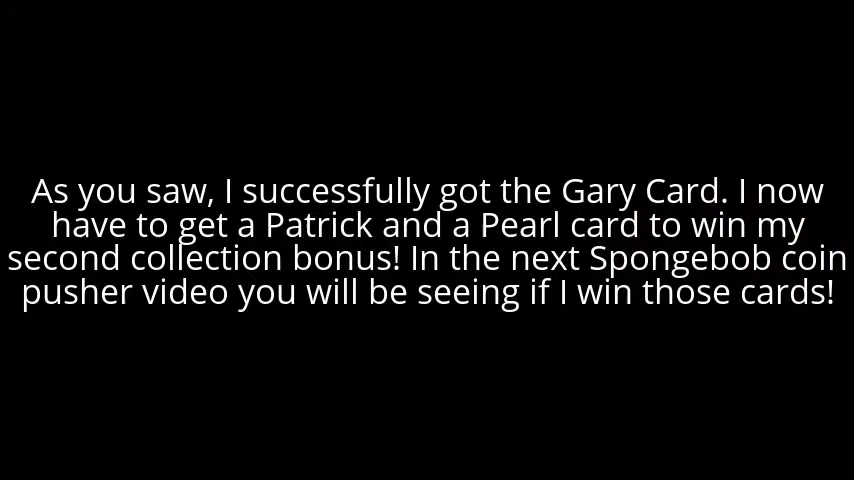 As you saw, I successfully got the Gary Card. I now
have to get a Patrick and a Pearl card to win my
second collection bonus! In the next Spongebob coin
pusher video you will be seeing if I win those cards!